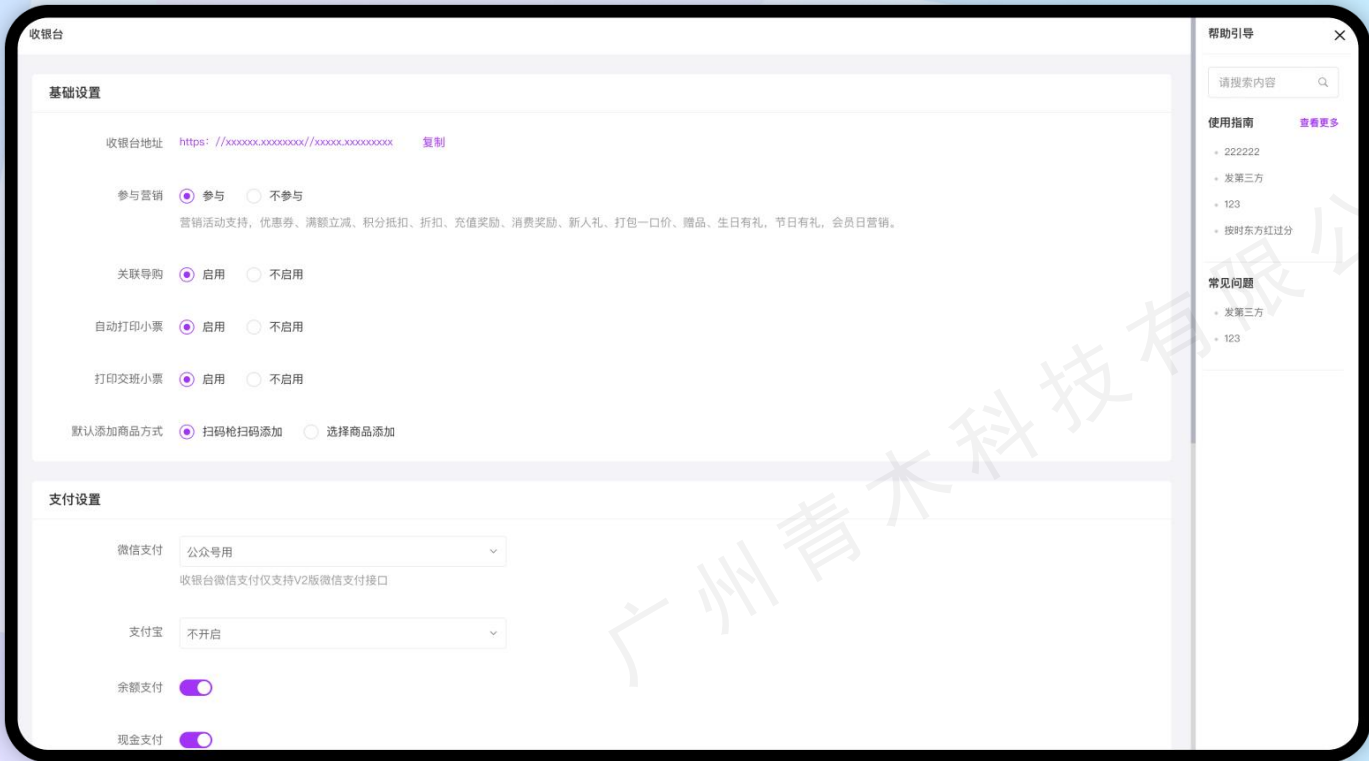 收银台
基础设置
收银台地址 https: //xxxxxx.xxxxxxxx//xxxxx.xxxxxxxxx 复制
参与营销 参与 不参与
营销活动支持,优惠券、满额立减、积分抵扣、折扣、充值奖励、消费奖励、新人礼、打包一口价、赠品、生日有礼,节日有礼,会员日营销。
关联导购 启用 不启用
自动打印小票 启用 不启用
打印交班小票 启用 不启用
默认添加商品方式 扫码枪扫码添加 选择商品添加
支付设置
微信支付 公众号用
收银台微信支付仅支持V2版微信支付接口
支付宝 不开启
余额支付
现金支付
帮助引导
请搜索内容
使用指南 查看更多
222222
发第三方
123
按时东方红过分
常见问题
发第三方
123
广州青木科技有限公